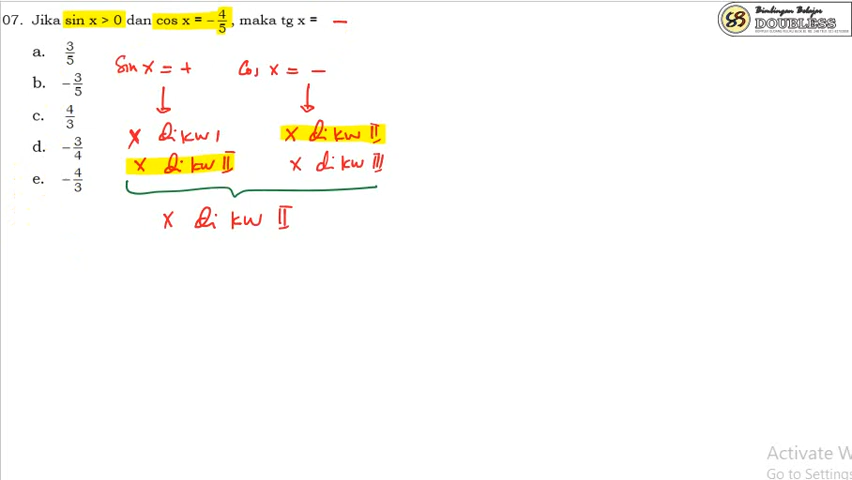 07. Jika sin x > 0 dan cos x = -4/5, maka tg x = -
a. 3/5
b. -3/5
c. 4/3
d. -3/4
e. -4/3
Sin x = + Cos x = -
x di kw I x di kw II
x di kw II x di kw III
x di kw II
Bimbingan Belajar
DOUBLESS
Activate W
Go to Settings